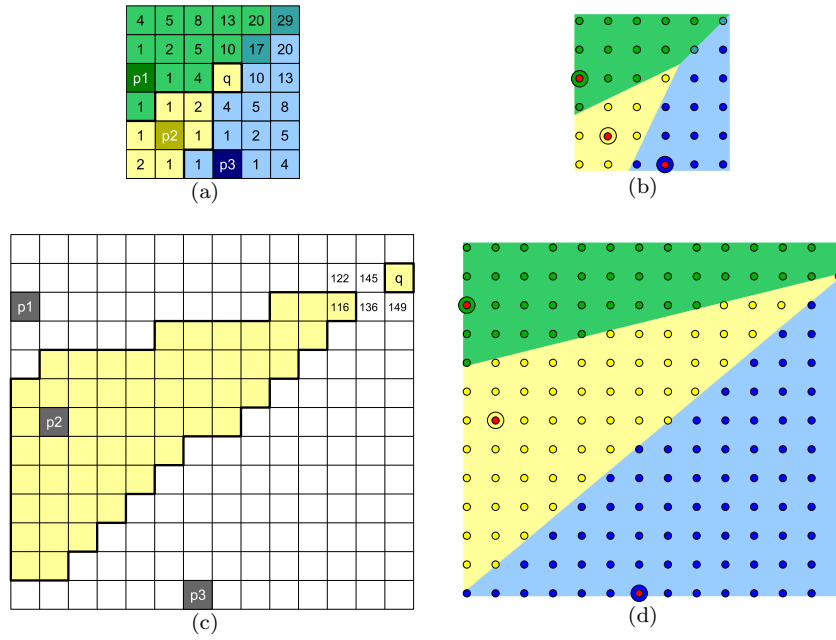 4 5 8 13 20 29
1 2 5 10 17 20
p1 1 4 q 10 13
1 1 2 4 5 8
1 p2 1 1 2 5
2 1 1 p3 1 4
(a)
(b)
122 145 q
p1 116 136 149
p2
p3
(c)
(d)